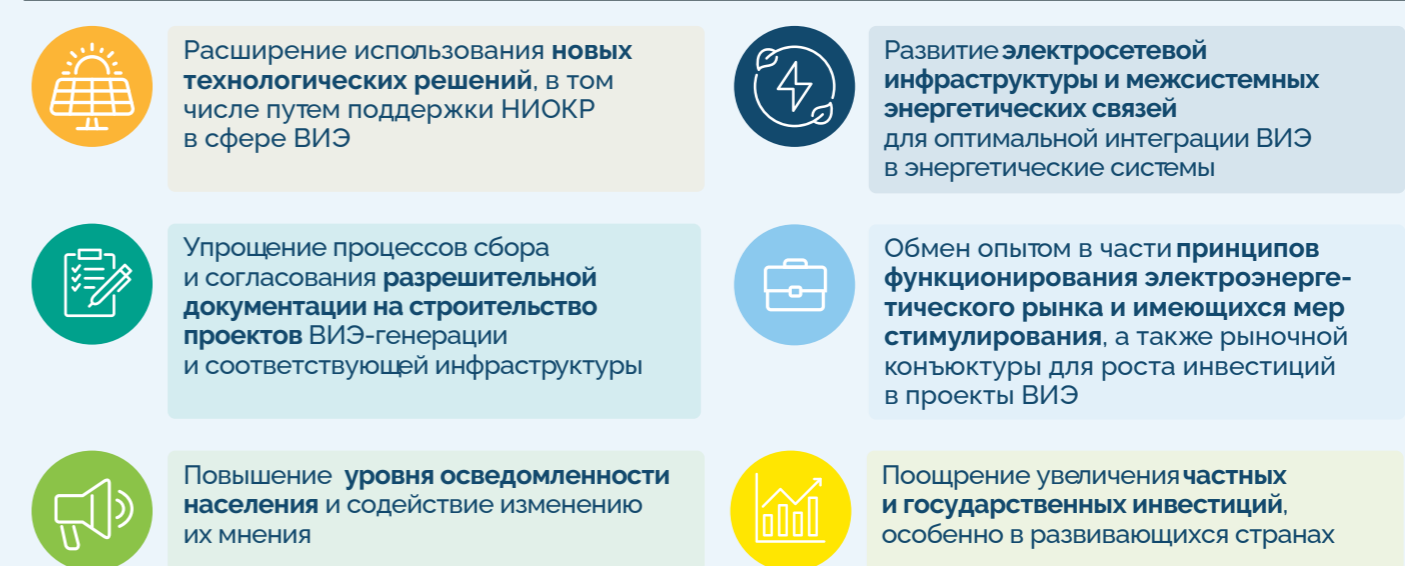 Расширение использования новых
технологических решений, в том
числе путем поддержки НИОКР
в сфере ВИЭ
Развитие электросетевой
инфраструктуры и межсистемных
энергетических связей
для оптимальной интеграции ВИЭ
в энергетические системы
Упрощение процессов сбора
и согласования разрешительной
документации на строительство
проектов ВИЭ-генерации
и соответствующей инфраструктуры
Обмен опытом в части принципов
функционирования электроэнерге-
тического рынка и имеющихся мер
стимулирования, а также рыночной
конъюктуры для роста инвестиций
в проекты ВИЭ
Повышение уровня осведомленности
населения и содействие изменению
их мнения
Поощрение увеличения частных
и государственных инвестиций,
особенно в развивающихся странах